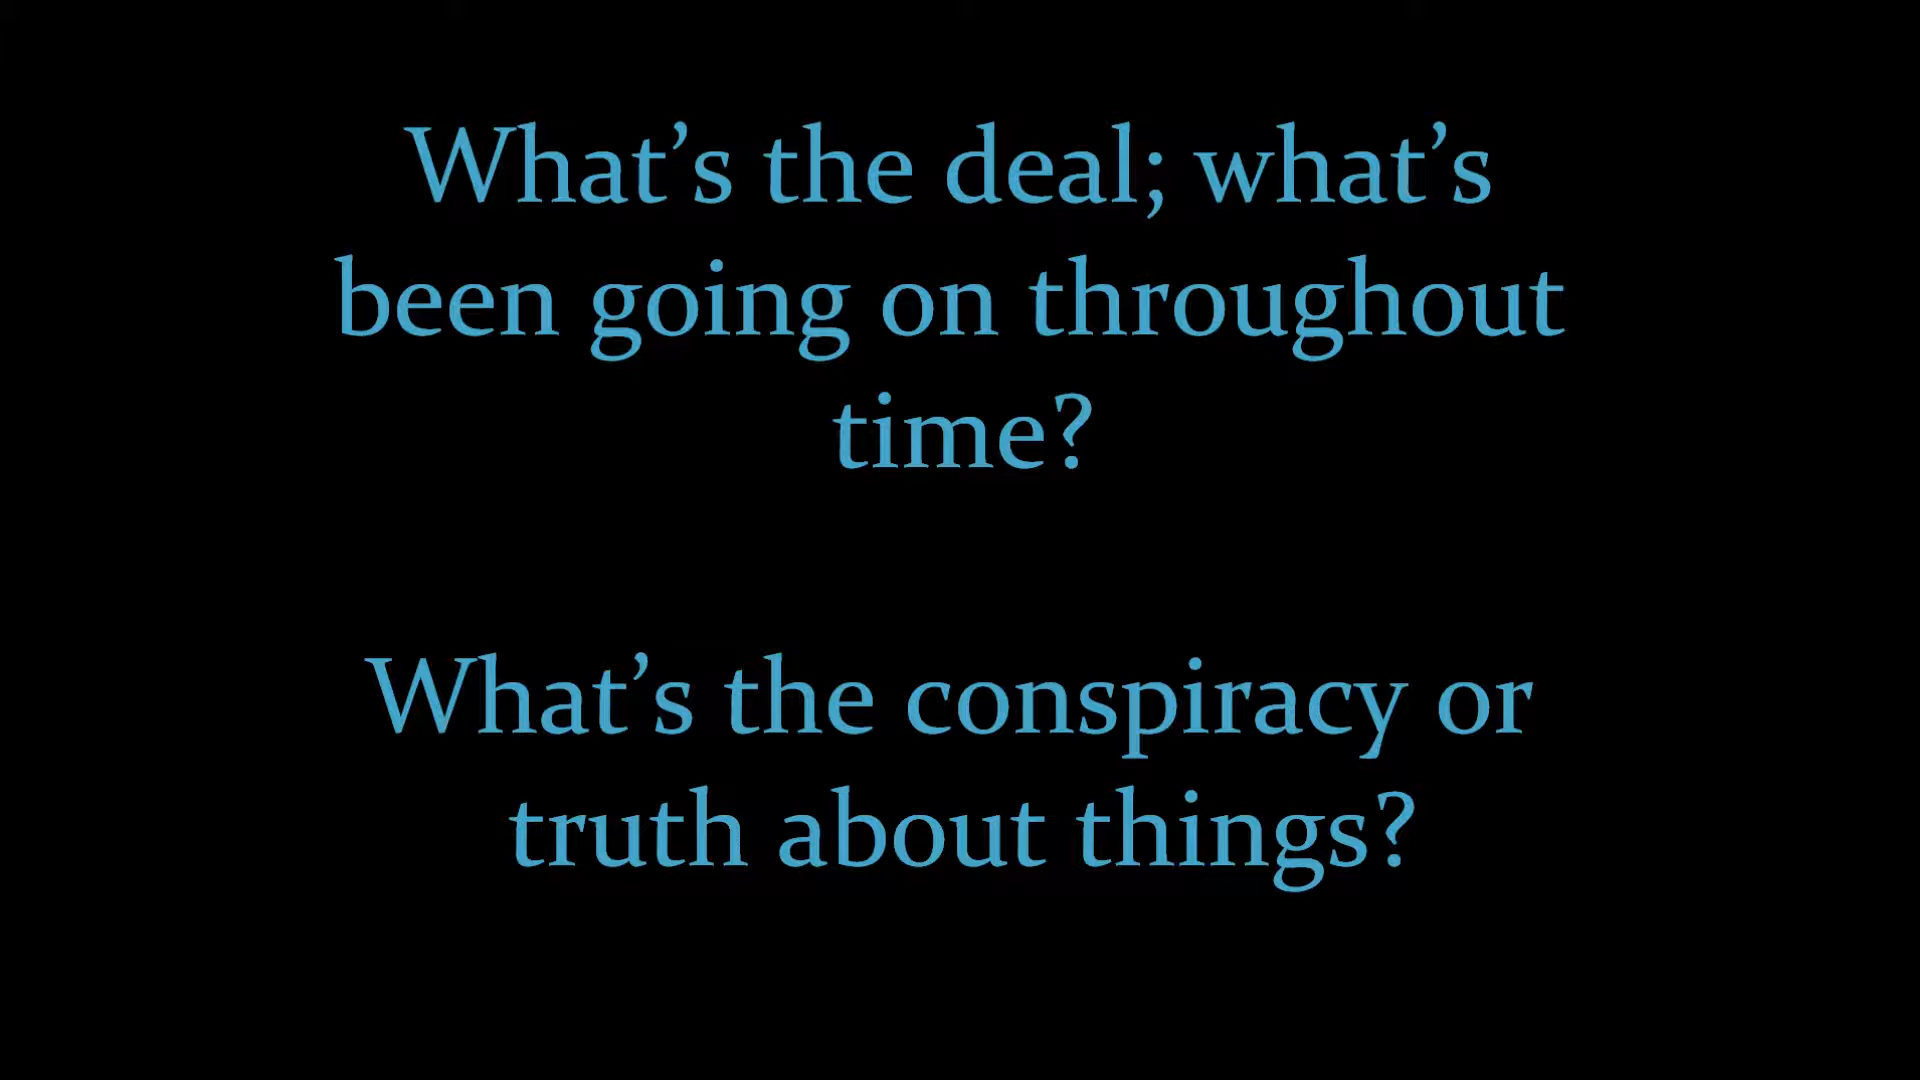 What’s the deal; what’s
been going on throughout
time?
What’s the conspiracy or
truth about things?